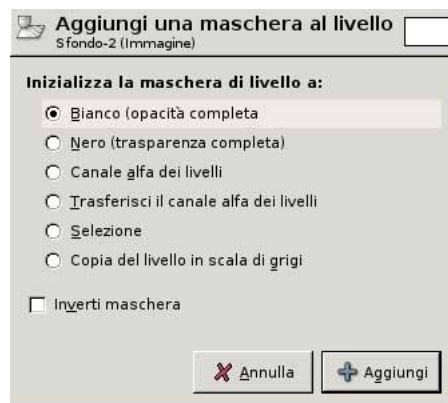 Aggiungi una maschera al livello
Sfondo-2 (Immagine)
Inizializza la maschera di livello a:
Bianco (opacità completa
Nero (trasparenza completa)
Canale alfa dei livelli
Trasferisci il canale alfa dei livelli
Selezione
Copia del livello in scala di grigi
Inverti maschera
Annulla
Aggiungi